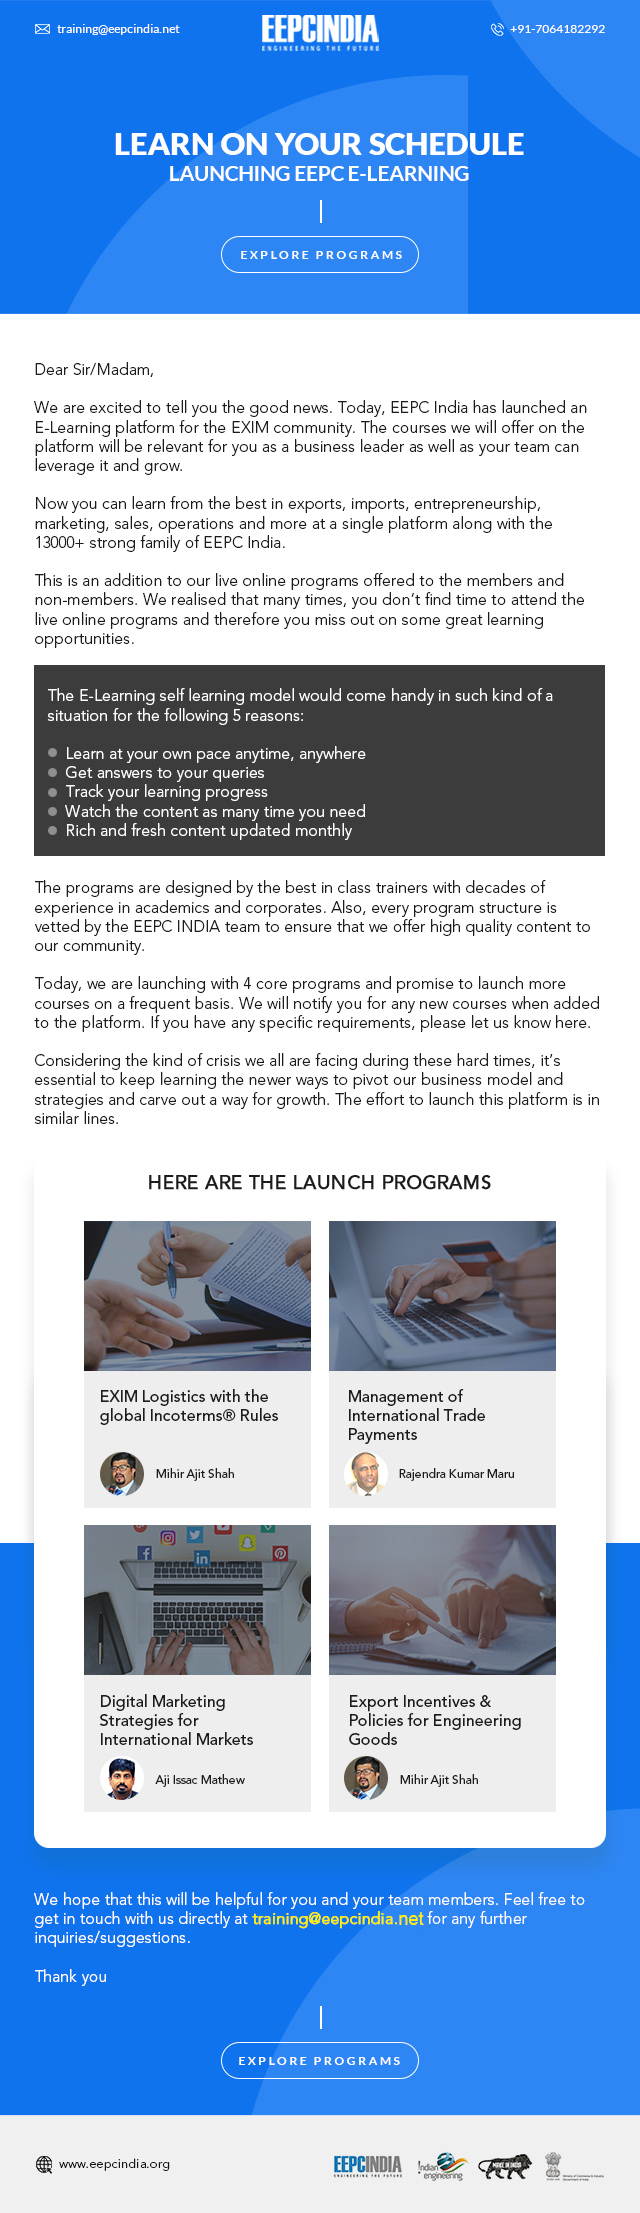 training@eepcindia.net
EEPCINDIA
ENGINEERING THE FUTURE
+91-7064182292
LEARN ON YOUR SCHEDULE
LAUNCHING EEPC E-LEARNING
EXPLORE PROGRAMS
Dear Sir/Madam,
We are excited to tell you the good news. Today, EEPC India has launched an
E-Learning platform for the EXIM community. The courses we will offer on the
platform will be relevant for you as a business leader as well as your team can
leverage it and grow.
Now you can learn from the best in exports, imports, entrepreneurship,
marketing, sales, operations and more at a single platform along with the
13000+ strong family of EEPC India.
This is an addition to our live online programs offered to the members and
non-members. We realised that many times, you don’t find time to attend the
live online programs and therefore you miss out on some great learning
opportunities.
The E-Learning self learning model would come handy in such kind of a
situation for the following 5 reasons:
Learn at your own pace anytime, anywhere
Get answers to your queries
Track your learning progress
Watch the content as many time you need
Rich and fresh content updated monthly
The programs are designed by the best in class trainers with decades of
experience in academics and corporates. Also, every program structure is
vetted by the EEPC INDIA team to ensure that we offer high quality content to
our community.
Today, we are launching with 4 core programs and promise to launch more
courses on a frequent basis. We will notify you for any new courses when added
to the platform. If you have any specific requirements, please let us know here.
Considering the kind of crisis we all are facing during these hard times, it’s
essential to keep learning the newer ways to pivot our business model and
strategies and carve out a way for growth. The effort to launch this platform is in
similar lines.
HERE ARE THE LAUNCH PROGRAMS
EXIM Logistics with the
global Incoterms® Rules
Mihir Ajit Shah
Management of
International Trade
Payments
Rajendra Kumar Maru
Digital Marketing
Strategies for
International Markets
Aji Issac Mathew
Export Incentives &
Policies for Engineering
Goods
Mihir Ajit Shah
We hope that this will be helpful for you and your team members. Feel free to
get in touch with us directly at training@eepcindia.net for any further
inquiries/suggestions.
Thank you
EXPLORE PROGRAMS
www.eepcindia.org
EEPCINDIA
ENGINEERING THE FUTURE
Indian
engineering
MAKE IN INDIA
Ministry of Commerce & Industry
Government of India